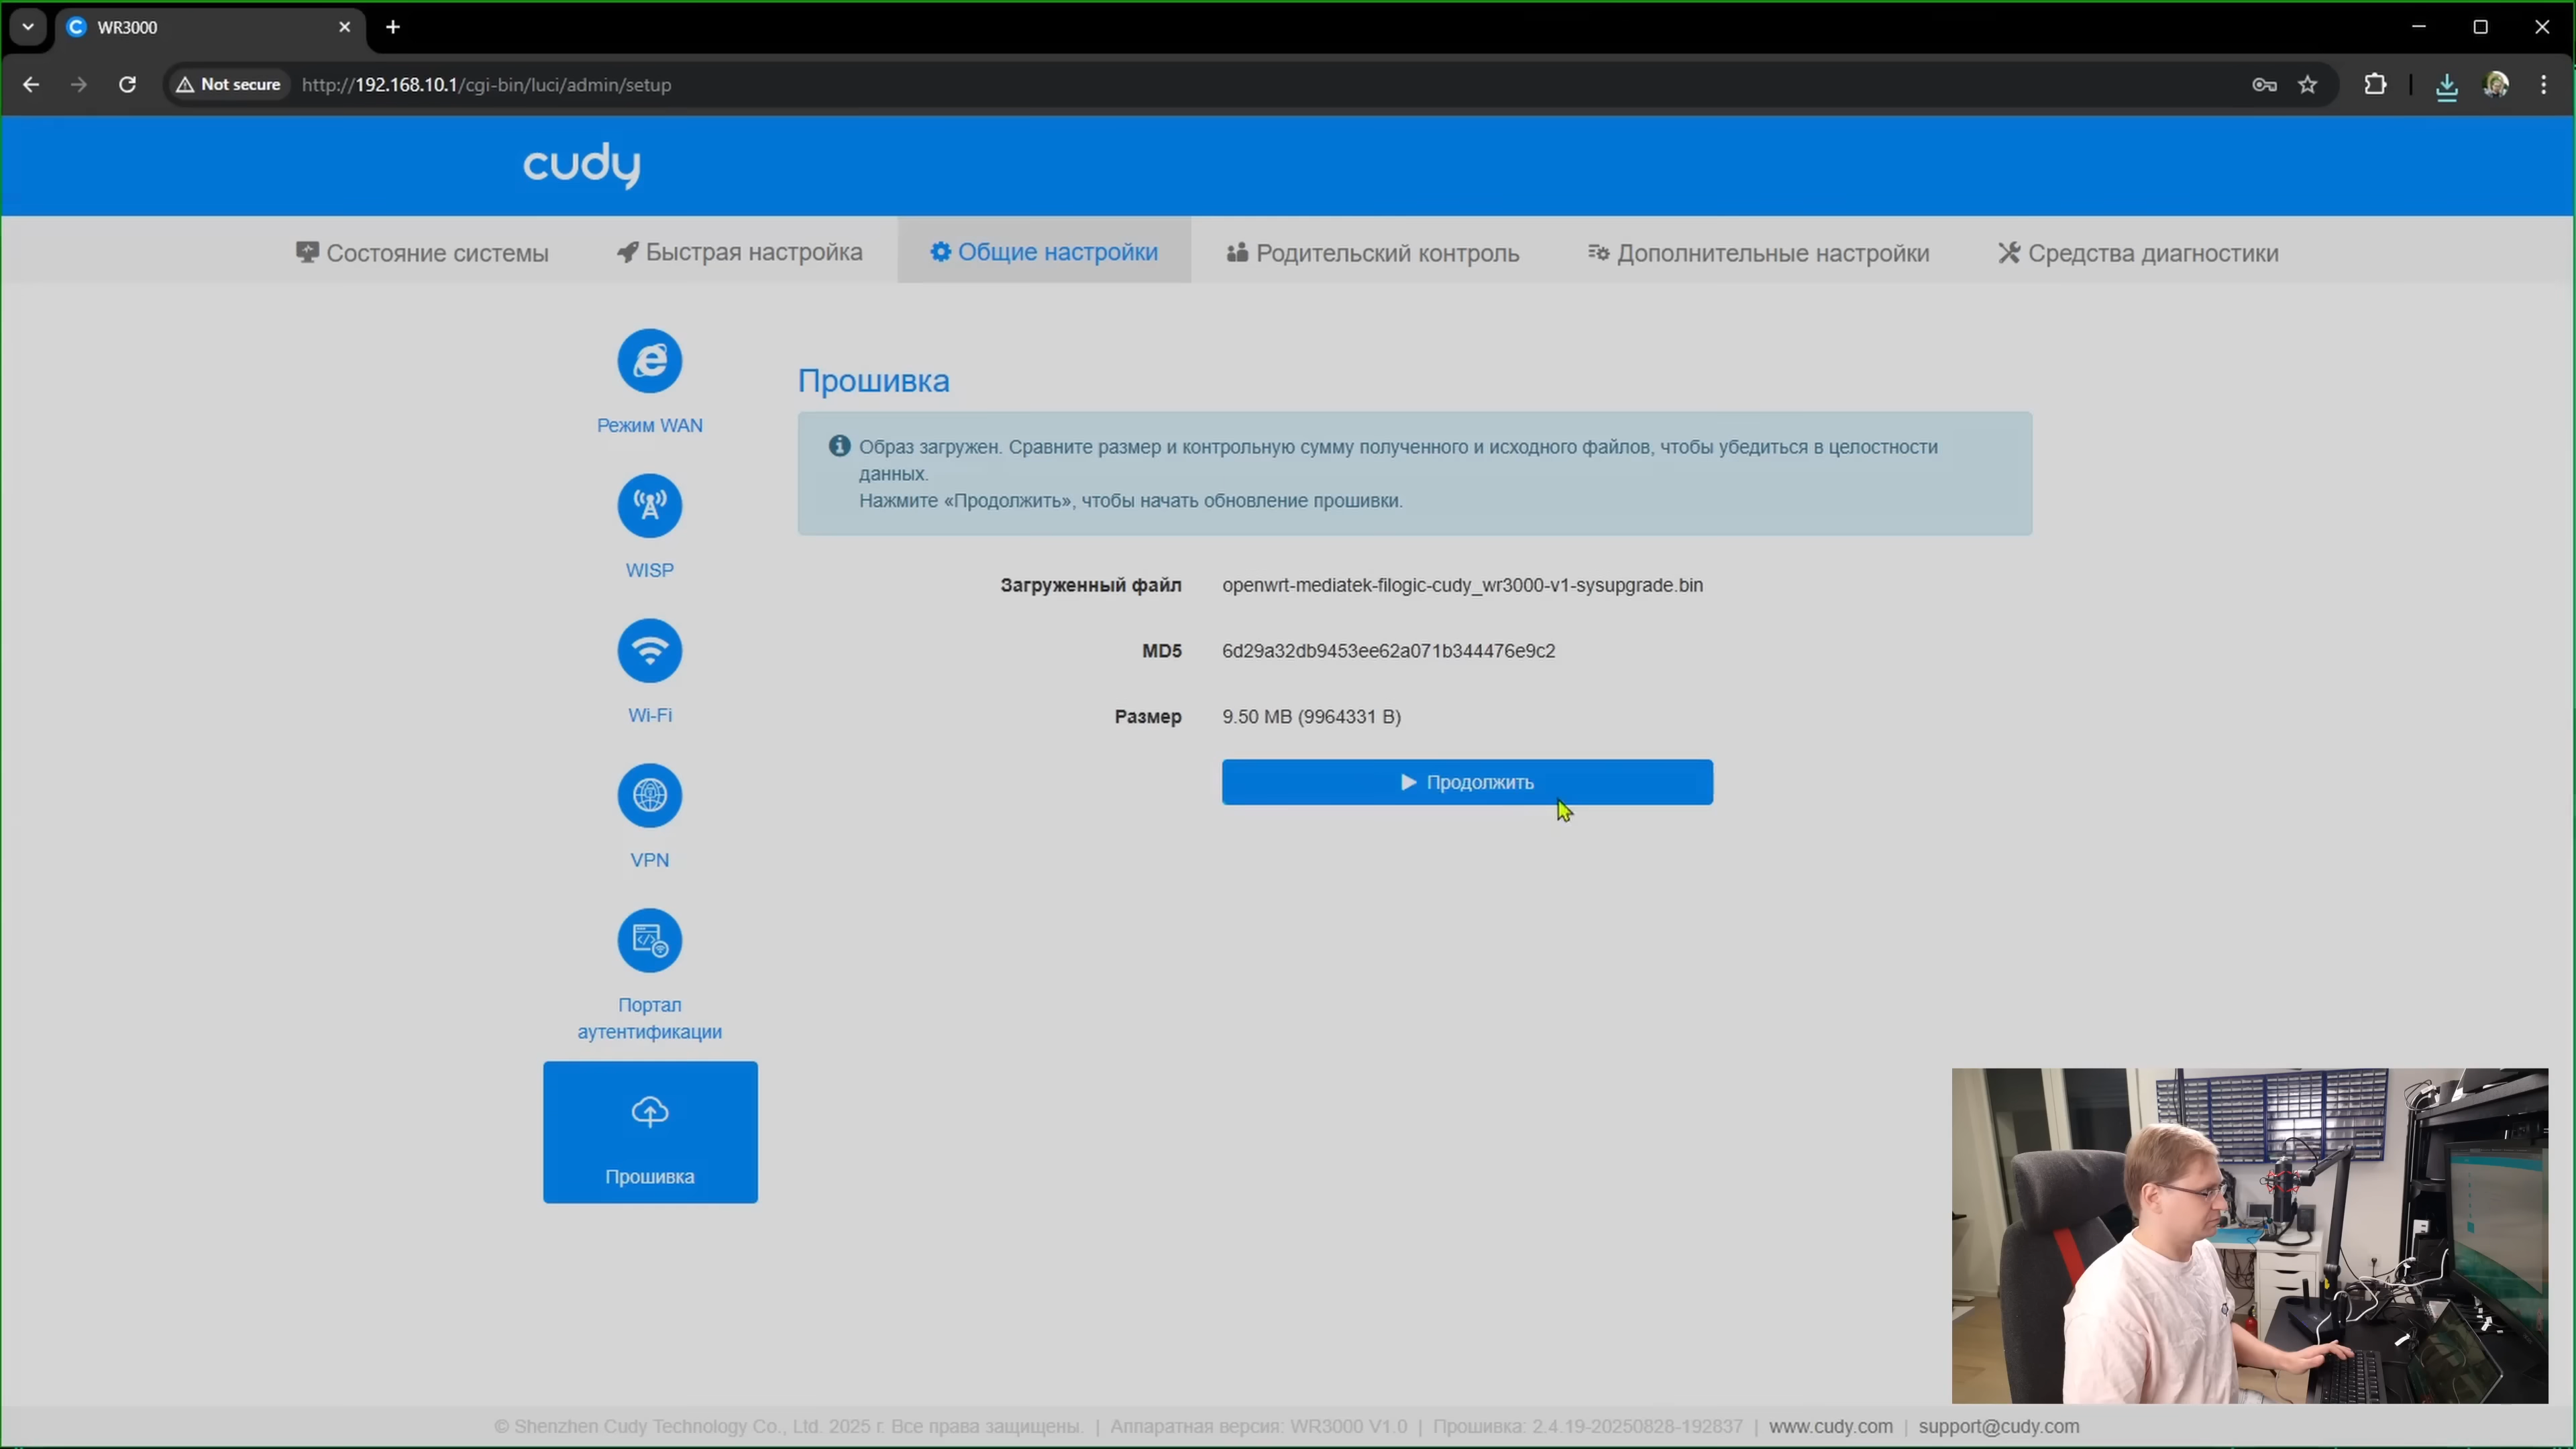 WR3000
Not secure
http://192.168.10.1/cgi-bin/luci/admin/setup
cudy
Состояние системы
Быстрая настройка
Общие настройки
Родительский контроль
Дополнительные настройки
Средства диагностики
Режим WAN
WISP
Wi-Fi
VPN
Портал
аутентификации
Прошивка
Прошивка
Образ загружен. Сравните размер и контрольную сумму полученного и исходного файлов, чтобы убедиться в целостности
данных.
Нажмите «Продолжить», чтобы начать обновление прошивки.
Загруженный файл openwrt-mediatek-filogic-cudy_wr3000-v1-sysupgrade.bin
MD5 6d29a32db9453ee62a071b344476e9c2
Размер 9.50 MB (9964331 B)
Продолжить
© Shenzhen Cudy Technology Co., Ltd. 2025 г. Все права защищены. | Аппаратная версия: WR3000 V1.0 | Прошивка: 2.4.19-20250828-192837 | www.cudy.com | support@cudy.com